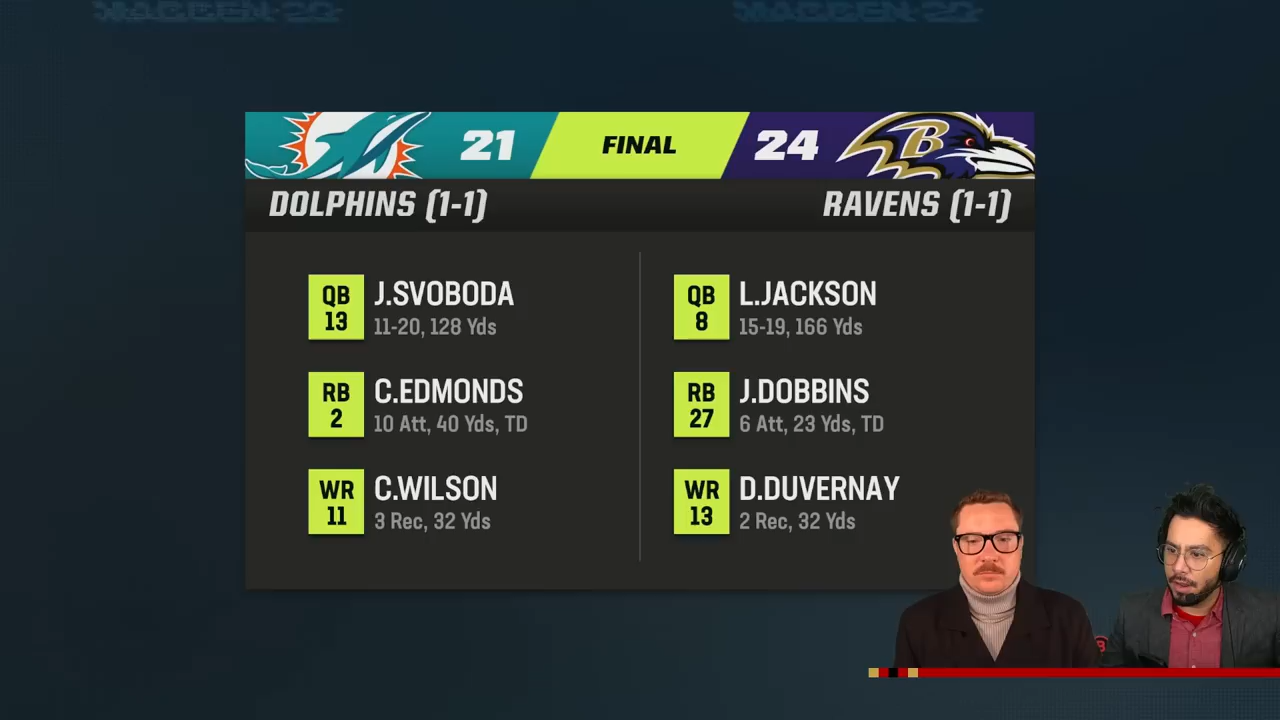 21 FINAL 24
DOLPHINS (1-1) RAVENS (1-1)
QB 13 J.SVOBODA
11-20, 128 Yds
RB 2 C.EDMONDS
10 Att, 40 Yds, TD
WR 11 C.WILSON
3 Rec, 32 Yds
QB 8 L.JACKSON
15-19, 166 Yds
RB 27 J.DOBBINS
6 Att, 23 Yds, TD
WR 13 D.DUVERNAY
2 Rec, 32 Yds
B